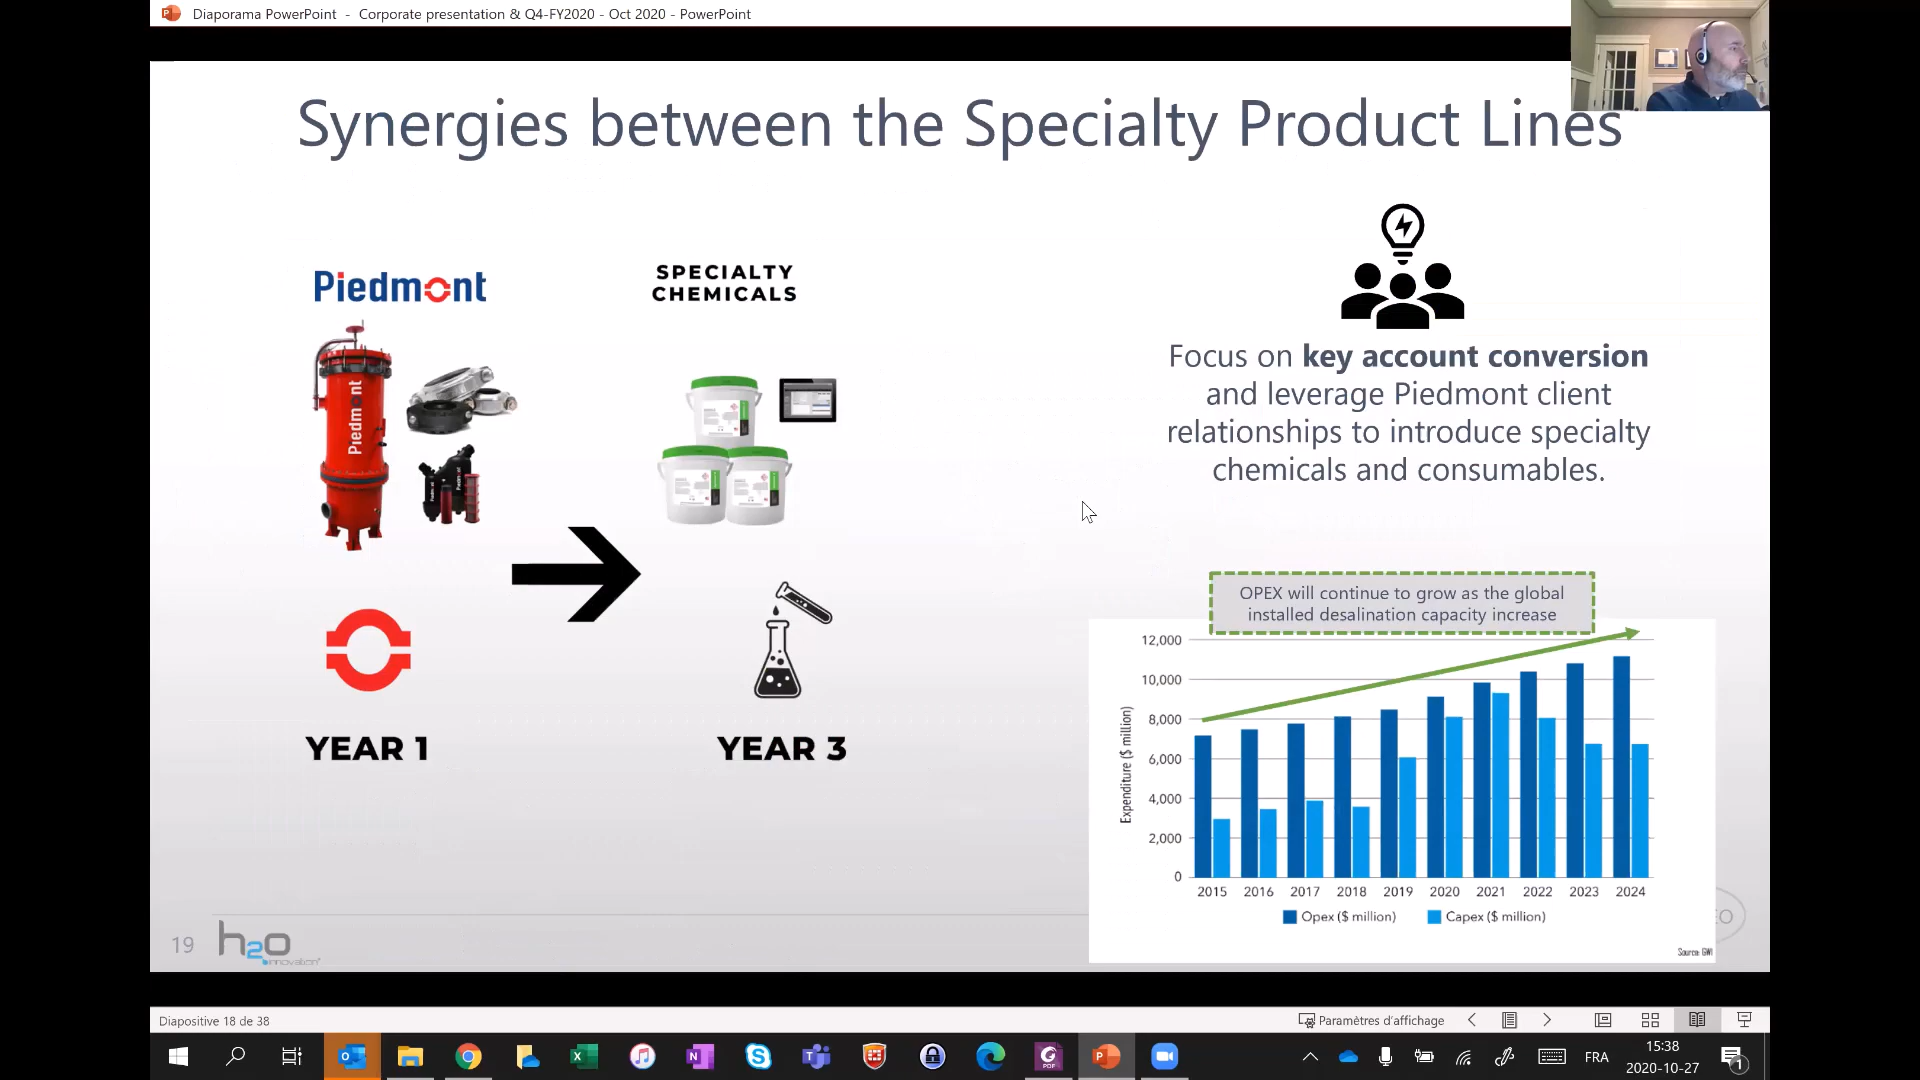 Diaporama PowerPoint - Corporate presentation & Q4-FY2020 - Oct 2020 - PowerPoint
Synergies between the Specialty Product Lines
Piedmont
SPECIALTY
CHEMICALS
Piedmont
YEAR 1
YEAR 3
Focus on key account conversion
and leverage Piedmont client
relationships to introduce specialty
chemicals and consumables.
OPEX will continue to grow as the global
installed desalination capacity increase
Expenditure ($ million)
12,000
10,000
8,000
6,000
4,000
2,000
0
2015 2016 2017 2018 2019 2020 2021 2022 2023 2024
Opex ($ million) Capex ($ million)
Source: GWI
19
h2o
innovation
Diapositive 18 de 38
Paramètres d'affichage
FRA
15:38
2020-10-27
1